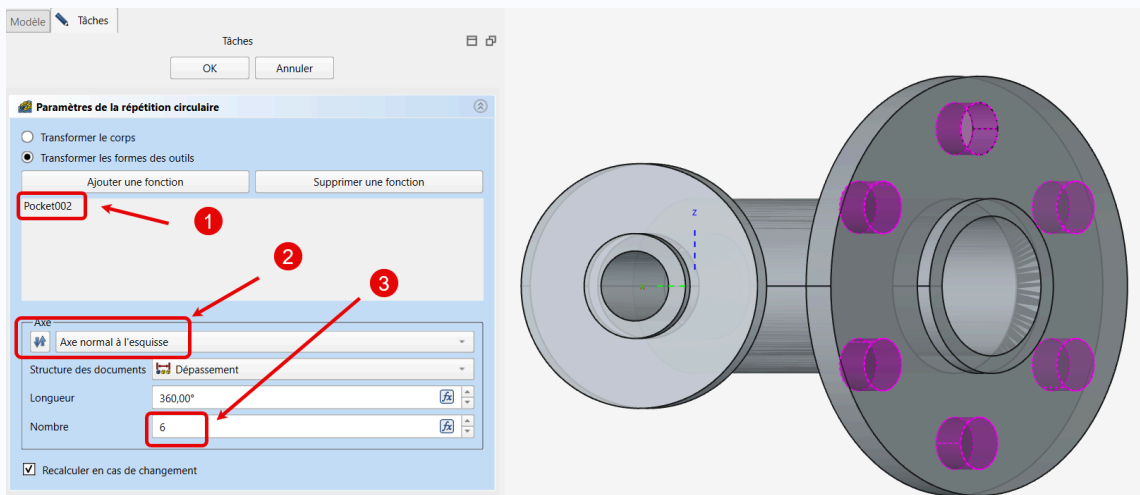 Modèle Tâches
Tâches
OK Annuler
Paramètres de la répétition circulaire
Transformer le corps
Transformer les formes des outils
Ajouter une fonction Supprimer une fonction
Pocket002
1
2
3
Axe
Axe normal à l'esquisse
Structure des documents Dépassement
Longueur 360,00°
Nombre 6
Recalculer en cas de changement
z